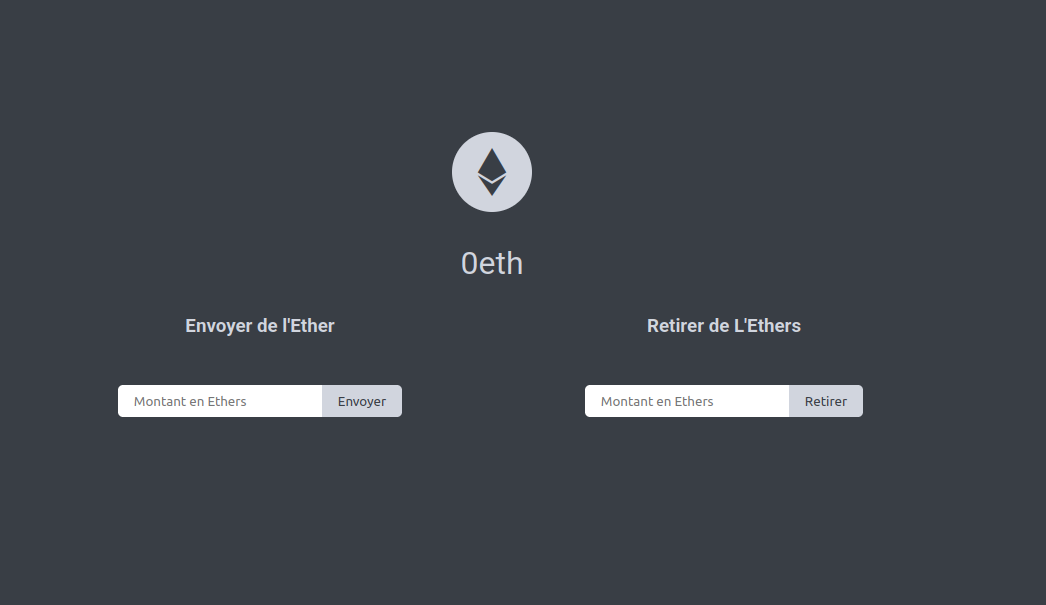 0eth
Envoyer de l'Ether
Retirer de L'Ethers
Montant en Ethers
Envoyer
Montant en Ethers
Retirer